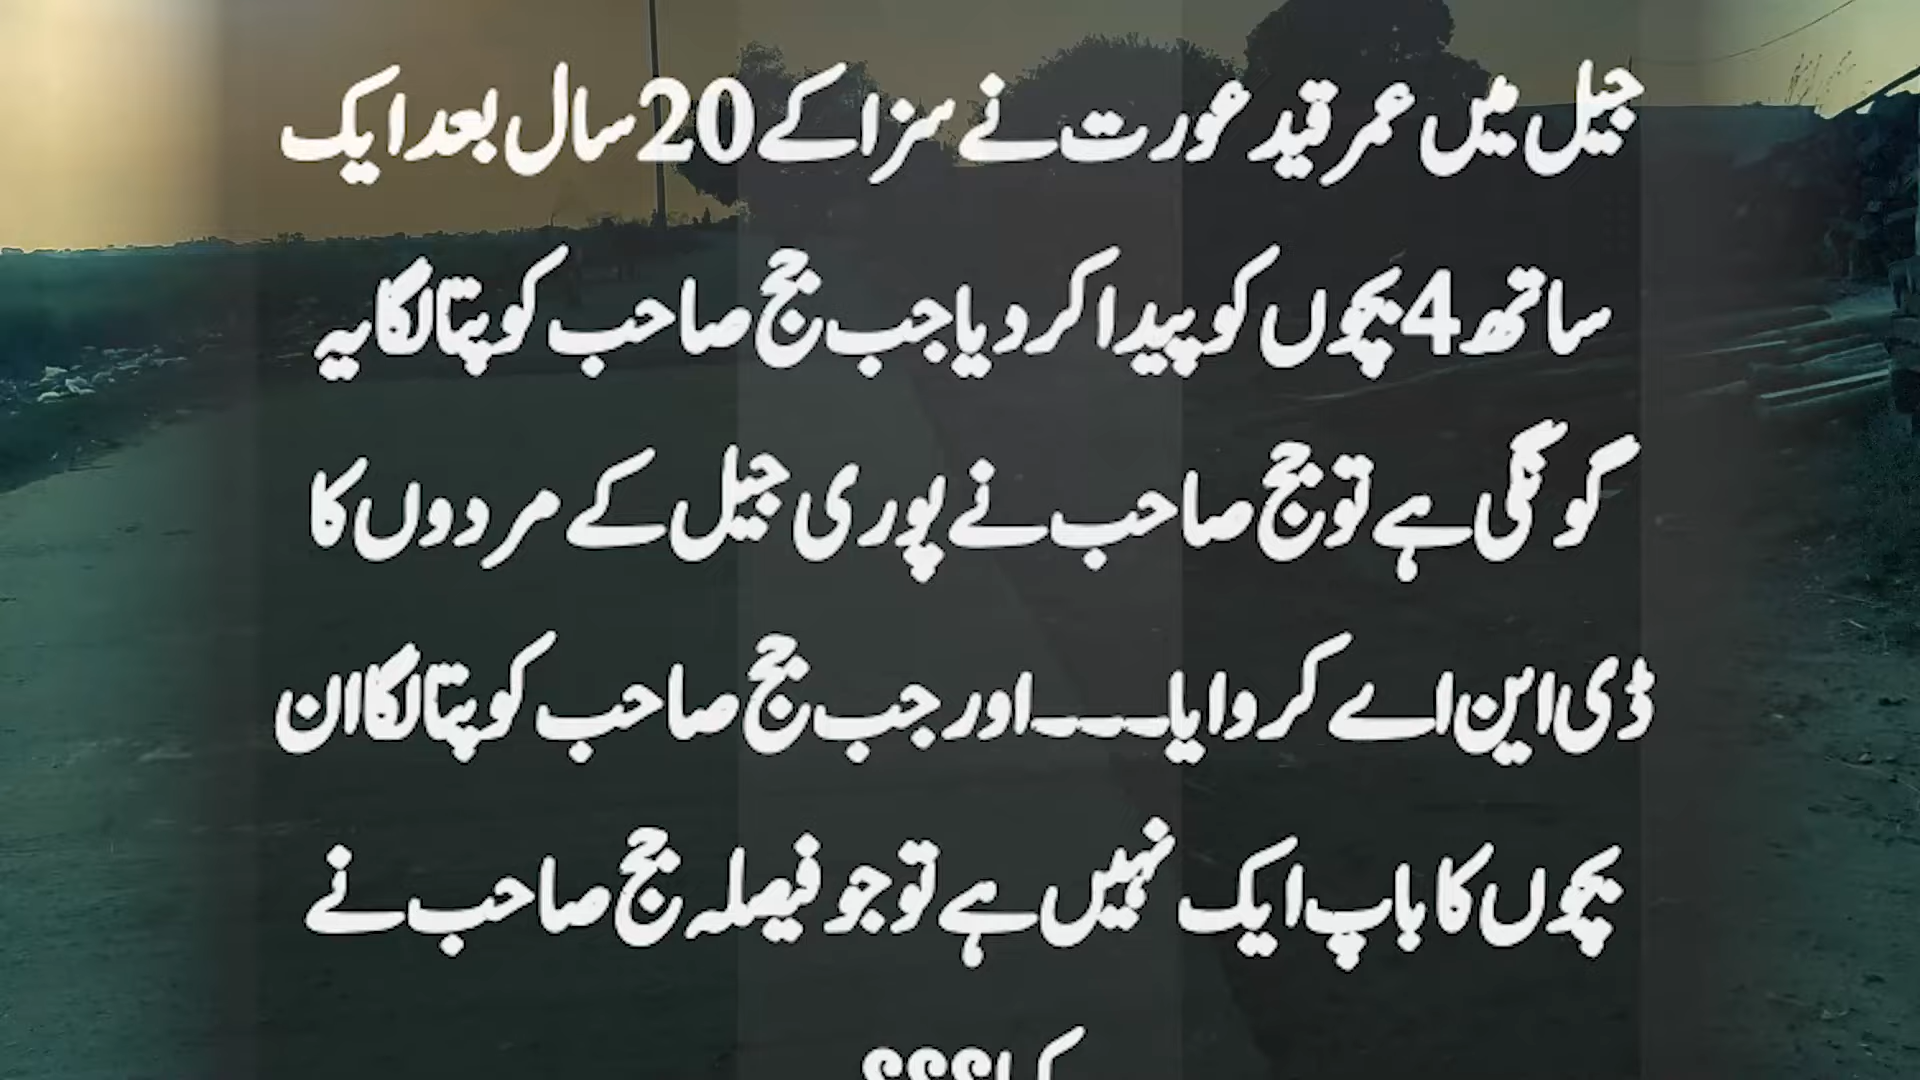 جیل میں عمر قید عورت نے سزا کے 20 سال بعد ایک
ساتھ 4 بچوں کو پیدا کر دیا جب جج صاحب کو پتا لگا یہ
گونگی ہے تو جج صاحب نے پوری جیل کے مردوں کا
ڈی این اے کروایا۔۔۔۔اور جب جج صاحب کو پتا لگا ان
بچوں کا باپ ایک نہیں ہے تو جو فیصلہ جج صاحب نے
کیا؟؟؟؟